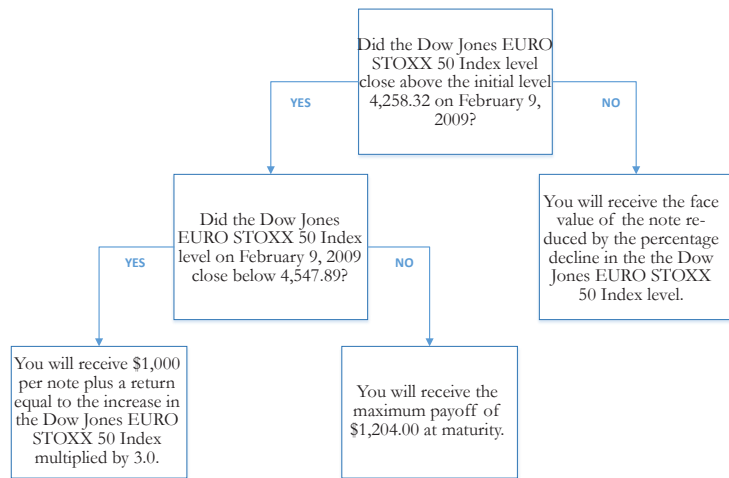 Did the Dow Jones EURO
STOXX 50 Index level
close above the initial level
4,258.32 on February 9,
2009?
YES
NO
Did the Dow Jones
EURO STOXX 50 Index
level on February 9, 2009
close below 4,547.89?
You will receive the face
value of the note re-
duced by the percentage
decline in the the Dow
Jones EURO STOXX
50 Index level.
YES
NO
You will receive $1,000
per note plus a return
equal to the increase in
the Dow Jones EURO
STOXX 50 Index
multiplied by 3.0.
You will receive the
maximum payoff of
$1,204.00 at maturity.